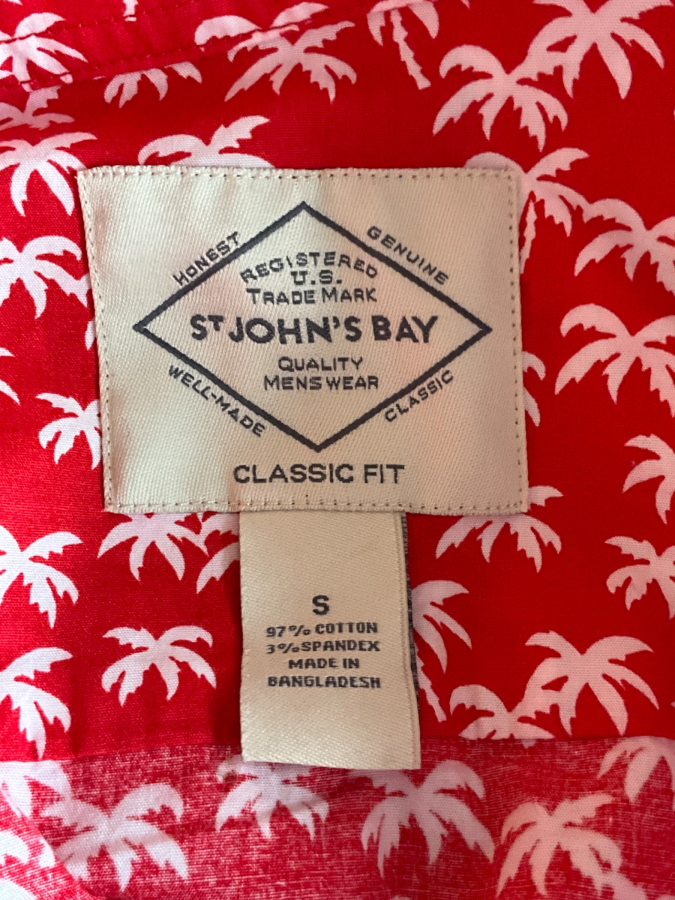 HONEST
GENUINE
REGISTERED
U.S.
TRADE MARK
ST JOHN'S BAY
QUALITY
MENSWEAR
WELL-MADE
CLASSIC
CLASSIC FIT
S
97% COTTON
3% SPANDEX
MADE IN
BANGLADESH